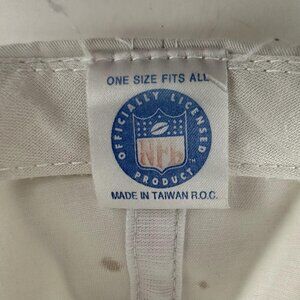 ONE SIZE FITS ALL
OFFICIALLY LICENSED
NFL
PRODUCT
MADE IN TAIWAN R.O.C.